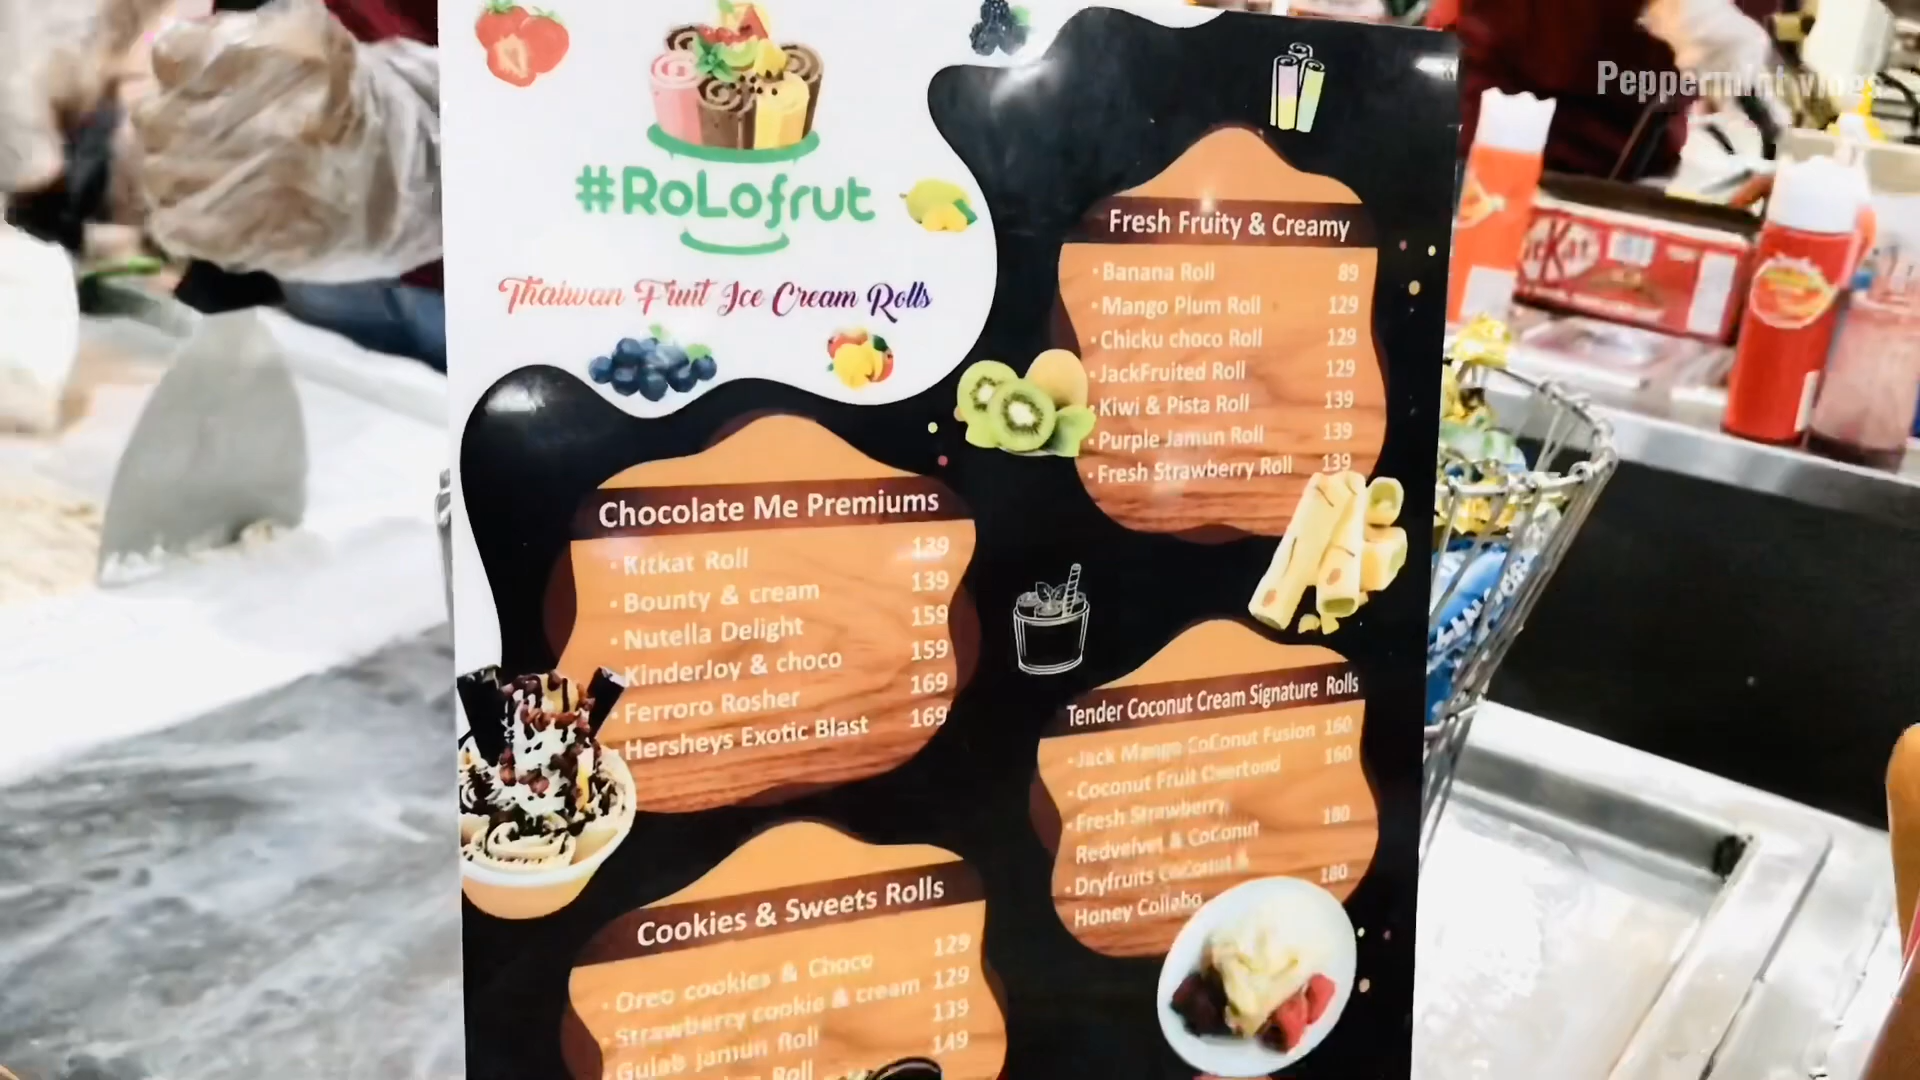 Peppermint vlogs
#RoLofrut
Thaiwan Fruit Ice Cream Rolls
Fresh Fruity & Creamy
• Banana Roll 89
• Mango Plum Roll 129
• Chicku choco Roll 129
• JackFruited Roll 129
• Kiwi & Pista Roll 139
• Purple Jamun Roll 139
• Fresh Strawberry Roll 139
Chocolate Me Premiums
• Kitkat Roll 139
• Bounty & cream 139
• Nutella Delight 159
• KinderJoy & choco 159
• Ferroro Rosher 169
• Hersheys Exotic Blast 169
Tender Coconut Cream Signature Rolls
• Jack Mango CoConut Fusion 160
• Coconut Fruit 160
• Fresh Strawberry,
Redvelvet & CoConut 180
• Dryfruits CoConut &
Honey Collabo 180
Cookies & Sweets Rolls
• Oreo cookies & Choco 129
• Strawberry cookie & cream 129
• Gulab jamun Roll 139
Roll 149
KitKat